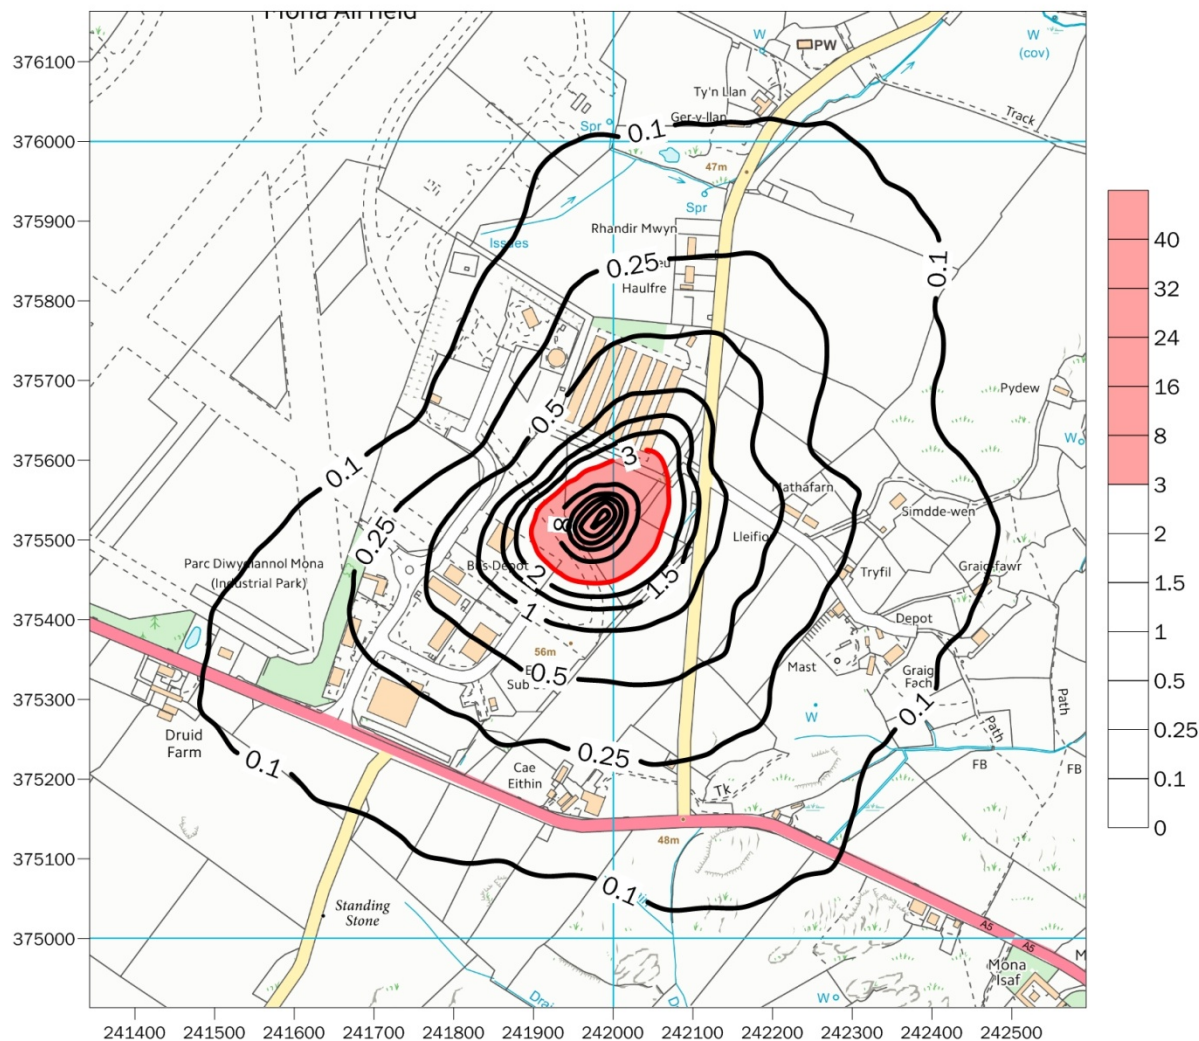 Mona Airfield
376100
376000
375900
375800
375700
375600
375500
375400
375300
375200
375100
375000
241400 241500 241600 241700 241800 241900 242000 242100 242200 242300 242400 242500
W
PW
W
(cov)
Ty'n Llan
Ger-y-llan
Track
Spr
0.1
47m
Spr
Issues
Rhandir Mwyn
0.25
Haulfre
0.1
Pydew
W
0.5
0.1
3
Mathafarn
Simdde-wen
0.25
8
Lleifior
Parc Diwydiannol Mona
(Industrial Park)
Bus Depot
2
1.5
1
Tryfil
Graig-fawr
Depot
56m
0.5
Sub
Mast
Graig
Fach
0.1
Path
Path
W
Druid
Farm
0.1
0.25
Cae
Eithin
FB
FB
Tk
48m
0.1
Standing
Stone
A5
A5
Mona
Isaf
M
W
Drai
D
40
32
24
16
8
3
2
1.5
1
0.5
0.25
0.1
0